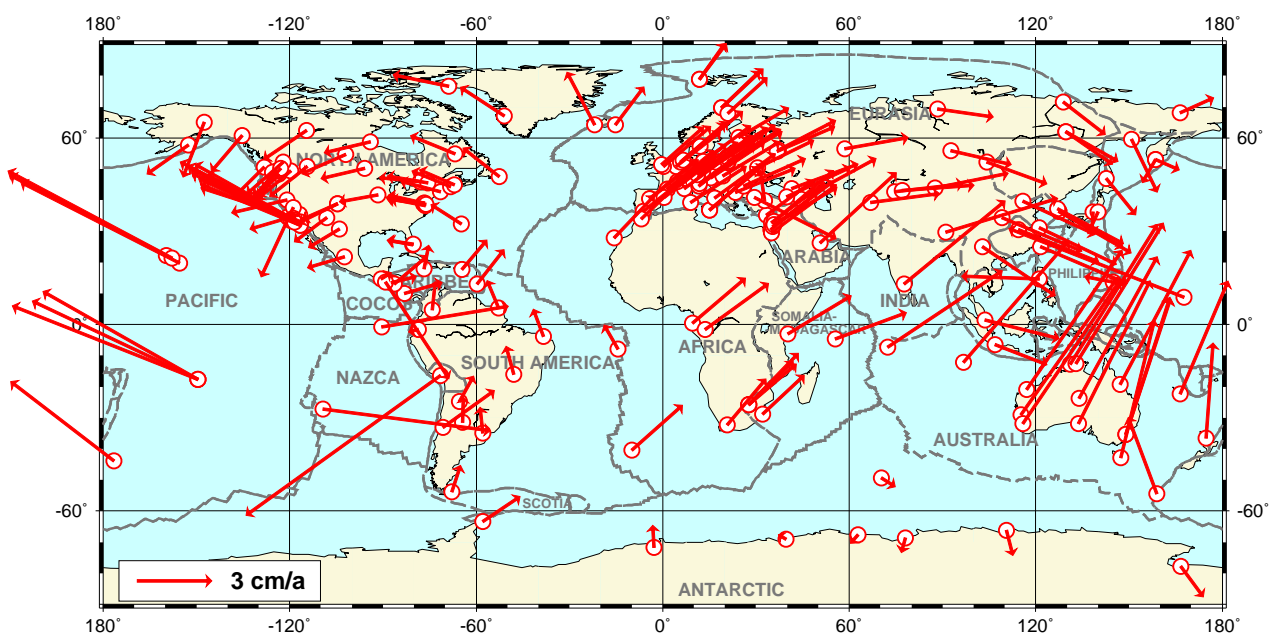 180˚ -120˚ -60˚ 0˚ 60˚ 120˚ 180˚
60˚ 60˚
EURASIA
NORTH AMERICA
ARABIA
CARIBBEAN
PHILIPPINE
PACIFIC COCOS INDIA
SOMALIA-
MADAGASCAR
0˚ 0˚
AFRICA
SOUTH AMERICA
NAZCA
AUSTRALIA
SCOTIA
-60˚ -60˚
3 cm/a
ANTARCTIC
180˚ -120˚ -60˚ 0˚ 60˚ 120˚ 180˚